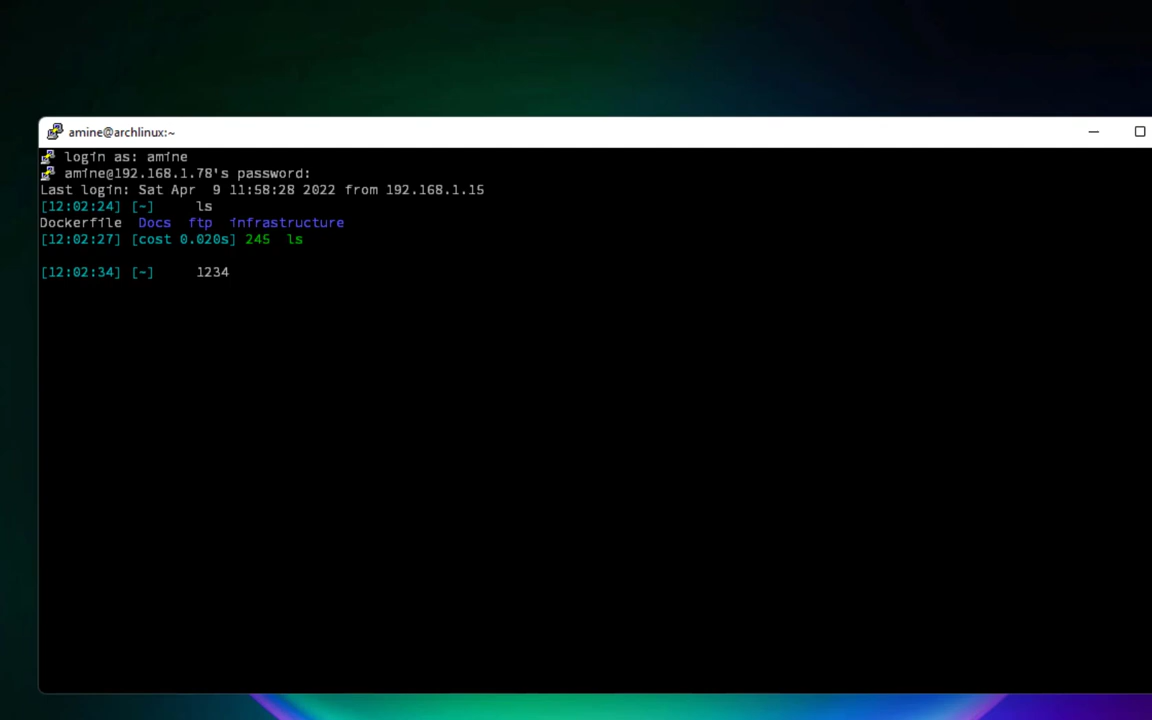 amine@archlinux:~
login as: amine
amine@192.168.1.78's password:
Last login: Sat Apr  9 11:58:28 2022 from 192.168.1.15
[12:02:24] [~]     ls
Dockerfile  Docs  ftp  infrastructure
[12:02:27] [cost 0.020s] 245  ls
[12:02:34] [~]     1234